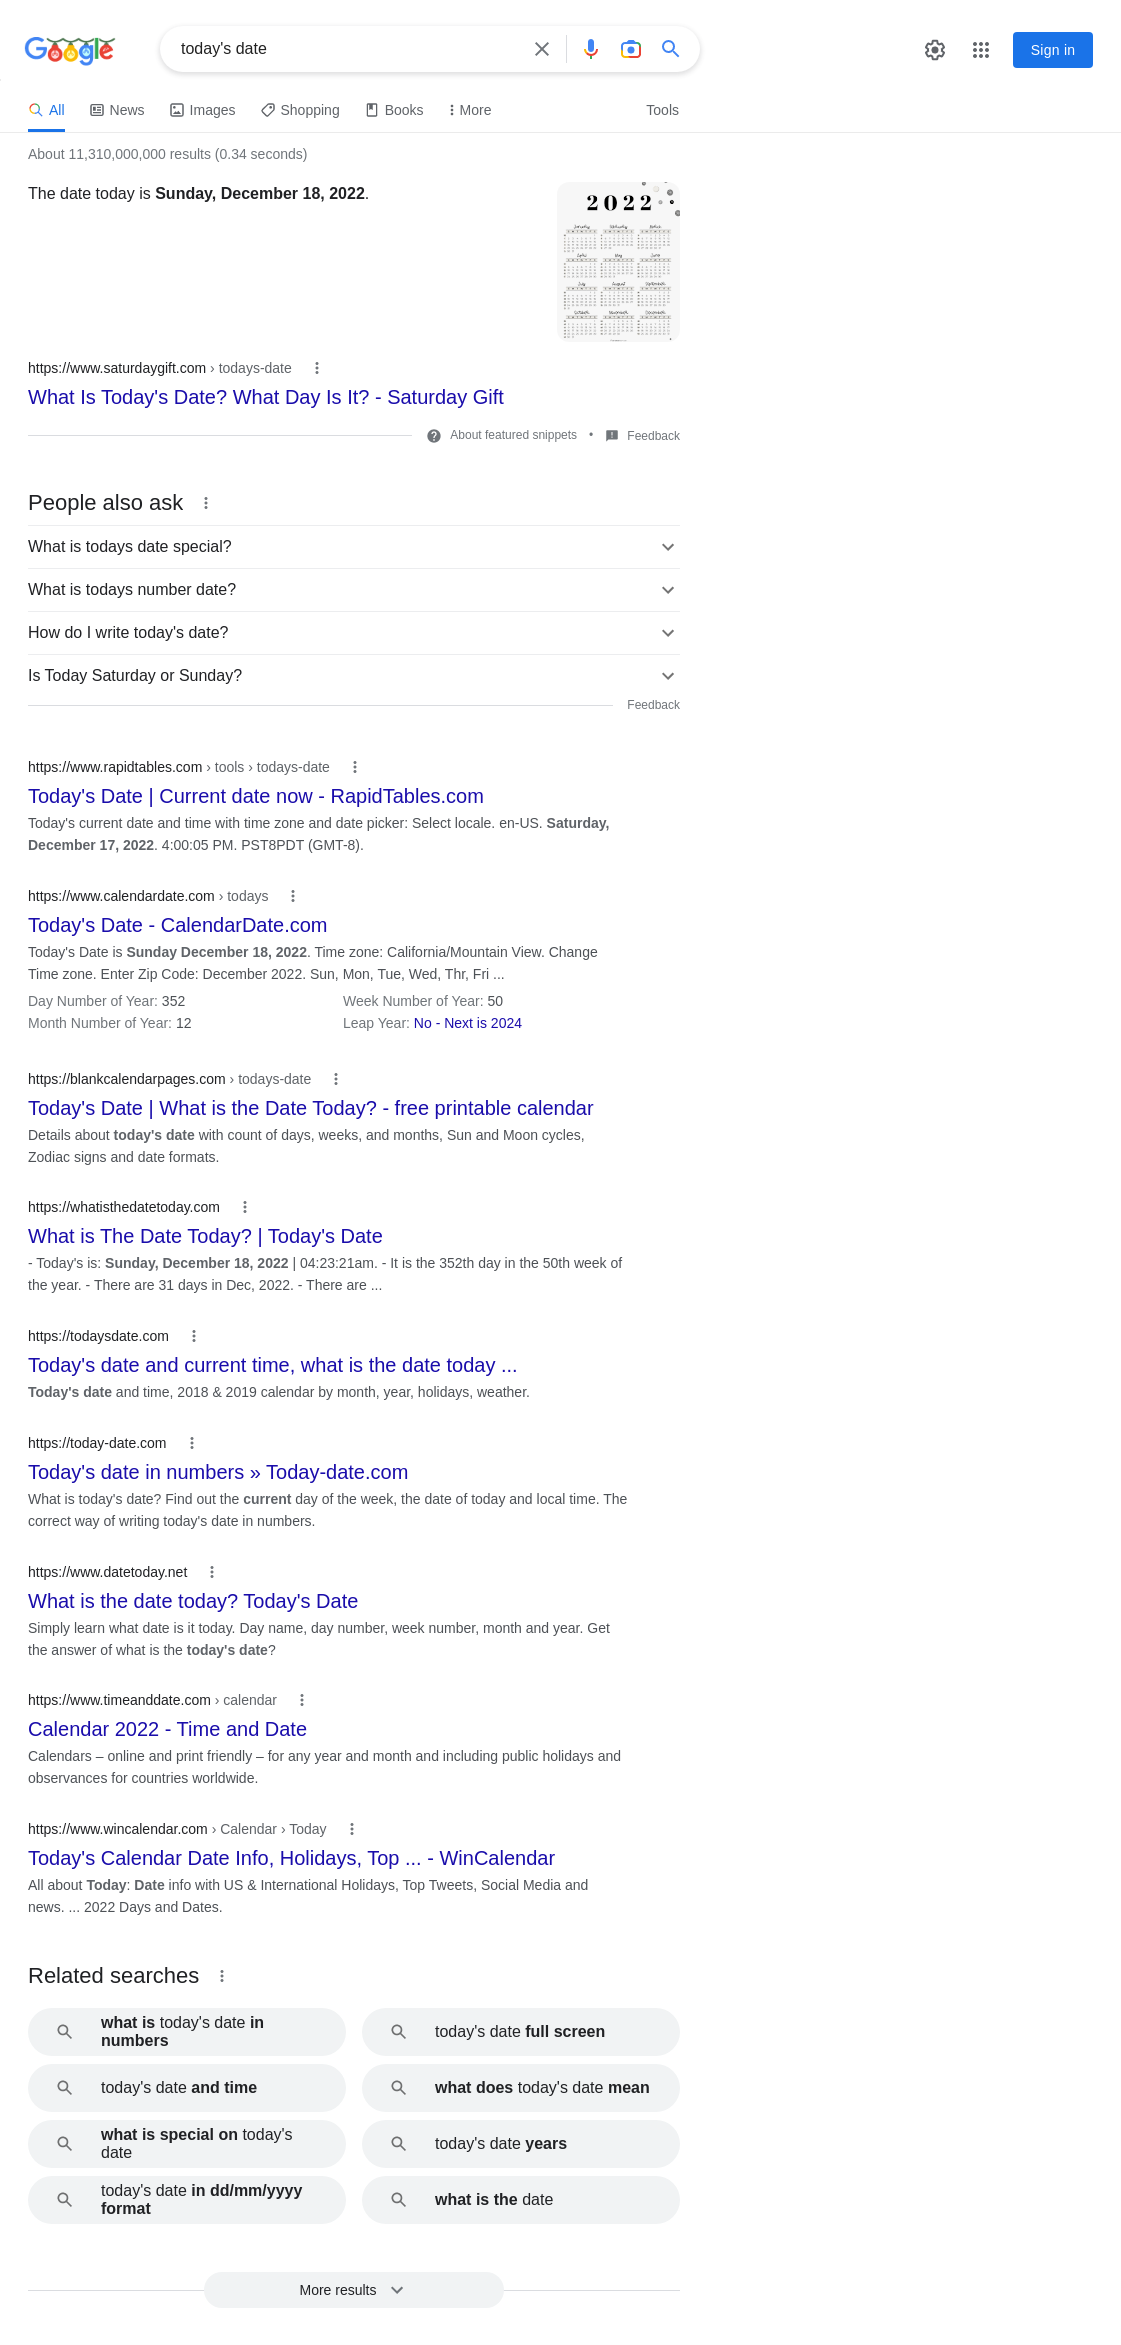 Google
today's date
Sign in
All
News
Images
Shopping
Books
More
Tools
About 11,310,000,000 results (0.34 seconds)
The date today is Sunday, December 18, 2022.
2022
https://www.saturdaygift.com › todays-date
What Is Today's Date? What Day Is It? - Saturday Gift
About featured snippets • Feedback
People also ask
What is todays date special?
What is todays number date?
How do I write today's date?
Is Today Saturday or Sunday?
Feedback
https://www.rapidtables.com › tools › todays-date
Today's Date | Current date now - RapidTables.com
Today's current date and time with time zone and date picker: Select locale. en-US. Saturday,
December 17, 2022. 4:00:05 PM. PST8PDT (GMT-8).
https://www.calendardate.com › todays
Today's Date - CalendarDate.com
Today's Date is Sunday December 18, 2022. Time zone: California/Mountain View. Change
Time zone. Enter Zip Code: December 2022. Sun, Mon, Tue, Wed, Thr, Fri ...
Day Number of Year: 352
Week Number of Year: 50
Month Number of Year: 12
Leap Year: No - Next is 2024
https://blankcalendarpages.com › todays-date
Today's Date | What is the Date Today? - free printable calendar
Details about today's date with count of days, weeks, and months, Sun and Moon cycles,
Zodiac signs and date formats.
https://whatisthedatetoday.com
What is The Date Today? | Today's Date
- Today's is: Sunday, December 18, 2022 | 04:23:21am. - It is the 352th day in the 50th week of
the year. - There are 31 days in Dec, 2022. - There are ...
https://todaysdate.com
Today's date and current time, what is the date today ...
Today's date and time, 2018 & 2019 calendar by month, year, holidays, weather.
https://today-date.com
Today's date in numbers » Today-date.com
What is today's date? Find out the current day of the week, the date of today and local time. The
correct way of writing today's date in numbers.
https://www.datetoday.net
What is the date today? Today's Date
Simply learn what date is it today. Day name, day number, week number, month and year. Get
the answer of what is the today's date?
https://www.timeanddate.com › calendar
Calendar 2022 - Time and Date
Calendars – online and print friendly – for any year and month and including public holidays and
observances for countries worldwide.
https://www.wincalendar.com › Calendar › Today
Today's Calendar Date Info, Holidays, Top ... - WinCalendar
All about Today: Date info with US & International Holidays, Top Tweets, Social Media and
news. ... 2022 Days and Dates.
Related searches
what is today's date in
numbers
today's date full screen
today's date and time
what does today's date mean
what is special on today's
date
today's date years
today's date in dd/mm/yyyy
format
what is the date
More results